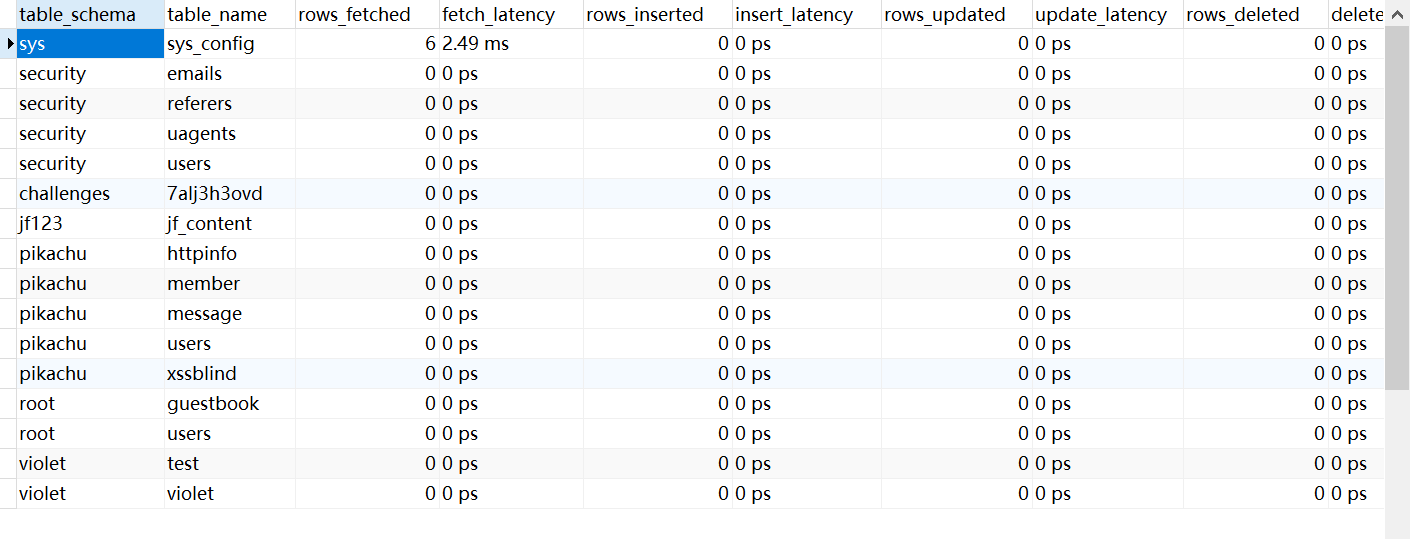 table_schema table_name rows_fetched fetch_latency rows_inserted insert_latency rows_updated update_latency rows_deleted delete
sys sys_config 6 2.49 ms 0 0 ps 0 0 ps 0 0 ps
security emails 0 0 ps 0 0 ps 0 0 ps 0 0 ps
security referers 0 0 ps 0 0 ps 0 0 ps 0 0 ps
security uagents 0 0 ps 0 0 ps 0 0 ps 0 0 ps
security users 0 0 ps 0 0 ps 0 0 ps 0 0 ps
challenges 7alj3h3ovd 0 0 ps 0 0 ps 0 0 ps 0 0 ps
jf123 jf_content 0 0 ps 0 0 ps 0 0 ps 0 0 ps
pikachu httpinfo 0 0 ps 0 0 ps 0 0 ps 0 0 ps
pikachu member 0 0 ps 0 0 ps 0 0 ps 0 0 ps
pikachu message 0 0 ps 0 0 ps 0 0 ps 0 0 ps
pikachu users 0 0 ps 0 0 ps 0 0 ps 0 0 ps
pikachu xssblind 0 0 ps 0 0 ps 0 0 ps 0 0 ps
root guestbook 0 0 ps 0 0 ps 0 0 ps 0 0 ps
root users 0 0 ps 0 0 ps 0 0 ps 0 0 ps
violet test 0 0 ps 0 0 ps 0 0 ps 0 0 ps
violet violet 0 0 ps 0 0 ps 0 0 ps 0 0 ps